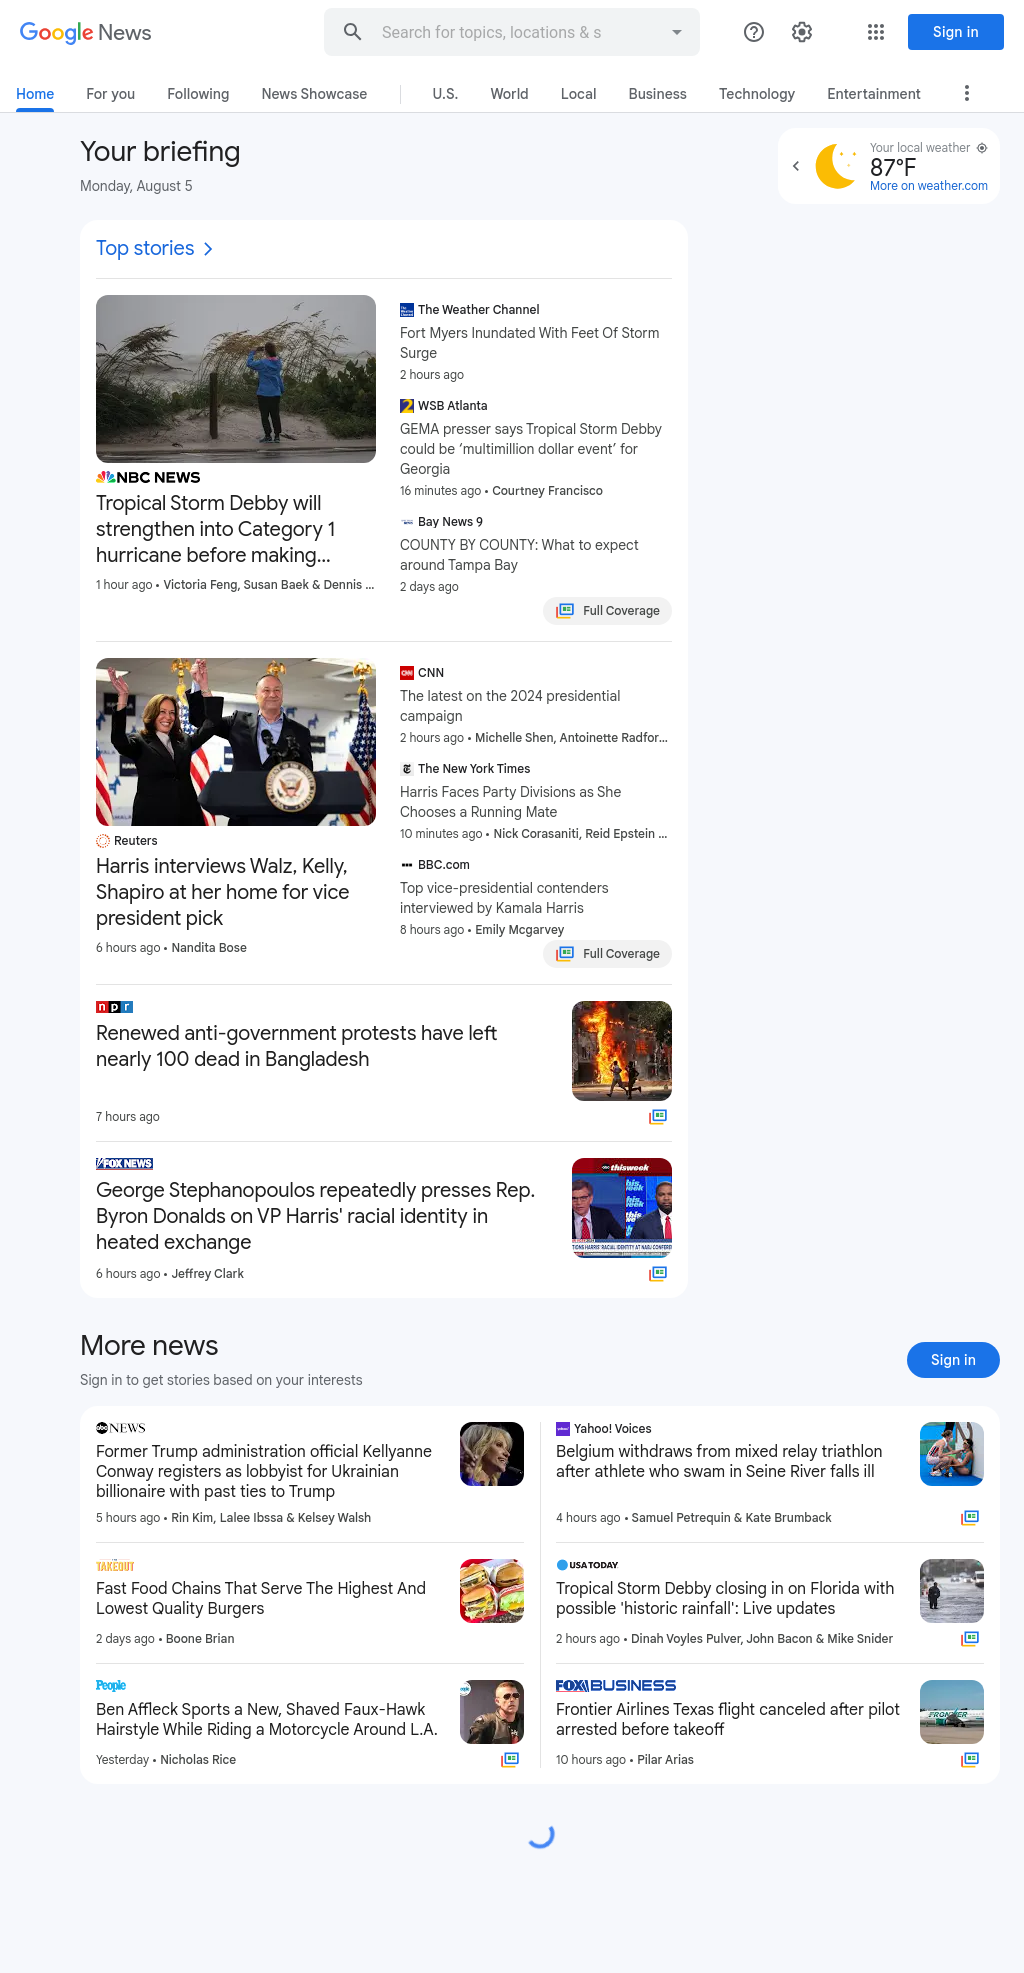 Google News
Search for topics, locations & s
Sign in
Home
For you
Following
News Showcase
U.S.
World
Local
Business
Technology
Entertainment
Your briefing
Monday, August 5
Your local weather
87°F
More on weather.com
Top stories
NBC NEWS
Tropical Storm Debby will
strengthen into Category 1
hurricane before making...
1 hour ago • Victoria Feng, Susan Baek & Dennis ...
The Weather Channel
Fort Myers Inundated With Feet Of Storm
Surge
2 hours ago
WSB Atlanta
GEMA presser says Tropical Storm Debby
could be ‘multimillion dollar event’ for
Georgia
16 minutes ago • Courtney Francisco
Bay News 9
COUNTY BY COUNTY: What to expect
around Tampa Bay
2 days ago
Full Coverage
Reuters
Harris interviews Walz, Kelly,
Shapiro at her home for vice
president pick
6 hours ago • Nandita Bose
CNN
The latest on the 2024 presidential
campaign
2 hours ago • Michelle Shen, Antoinette Radfor...
The New York Times
Harris Faces Party Divisions as She
Chooses a Running Mate
10 minutes ago • Nick Corasaniti, Reid Epstein ...
BBC.com
Top vice-presidential contenders
interviewed by Kamala Harris
8 hours ago • Emily Mcgarvey
Full Coverage
npr
Renewed anti-government protests have left
nearly 100 dead in Bangladesh
7 hours ago
FOX NEWS
George Stephanopoulos repeatedly presses Rep.
Byron Donalds on VP Harris' racial identity in
heated exchange
6 hours ago • Jeffrey Clark
abc thisweek
TIONS HARRIS' RACIAL IDENTITY AT NABJ CONFER
More news
Sign in to get stories based on your interests
Sign in
abc NEWS
Former Trump administration official Kellyanne
Conway registers as lobbyist for Ukrainian
billionaire with past ties to Trump
5 hours ago • Rin Kim, Lalee Ibssa & Kelsey Walsh
Yahoo! Voices
Belgium withdraws from mixed relay triathlon
after athlete who swam in Seine River falls ill
4 hours ago • Samuel Petrequin & Kate Brumback
TAKEOUT
Fast Food Chains That Serve The Highest And
Lowest Quality Burgers
2 days ago • Boone Brian
USA TODAY
Tropical Storm Debby closing in on Florida with
possible 'historic rainfall': Live updates
2 hours ago • Dinah Voyles Pulver, John Bacon & Mike Snider
People
Ben Affleck Sports a New, Shaved Faux-Hawk
Hairstyle While Riding a Motorcycle Around L.A.
Yesterday • Nicholas Rice
FOX BUSINESS
Frontier Airlines Texas flight canceled after pilot
arrested before takeoff
10 hours ago • Pilar Arias
FRONTIER